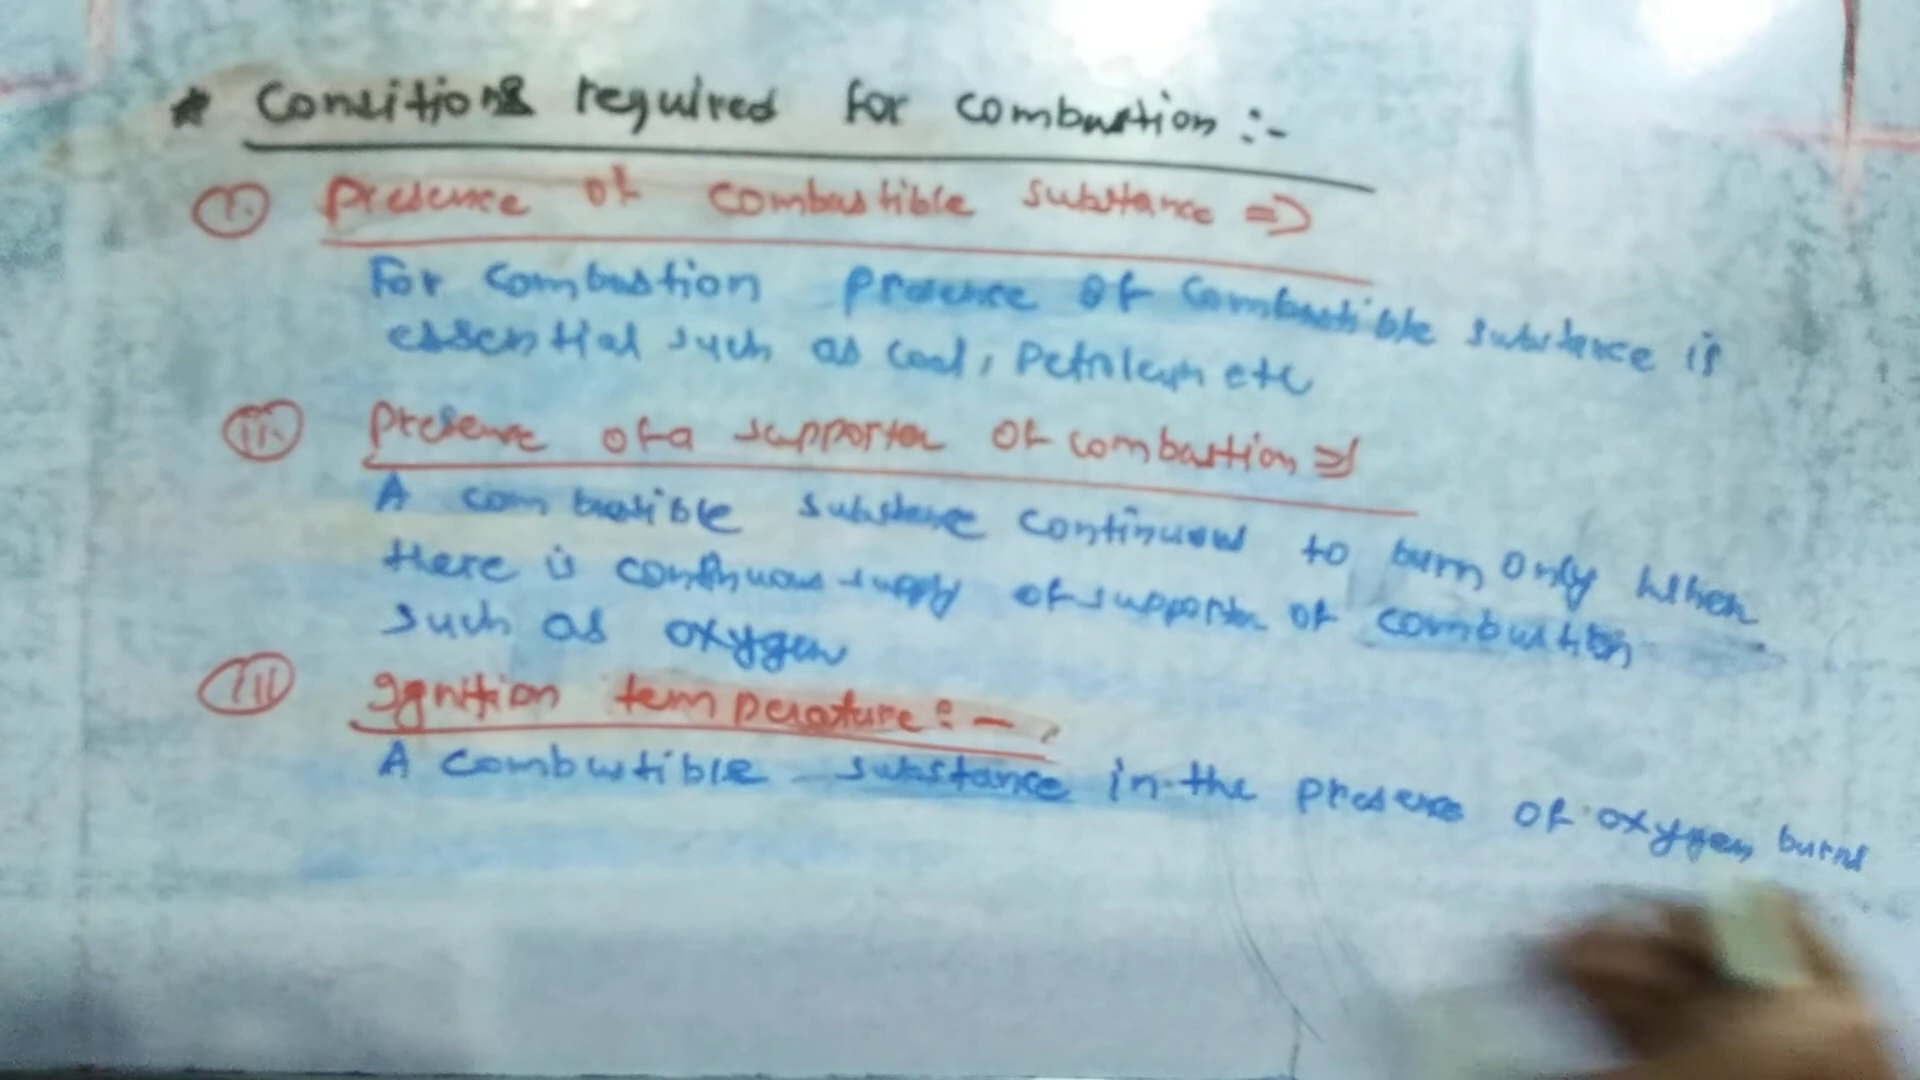 * Conditions required for combustion :-
I. Presence of combustible substance =>
For combustion presence of combustible substance is
essential such as coal, Petroleum etc
II. Presence of a supporter of combustion =>
A combustible substance continuous to burn only when
there is continuous supply of supporter of combustion
such as oxygen
III Ignition temperature :-
A combustible substance in the presence of oxygen burns